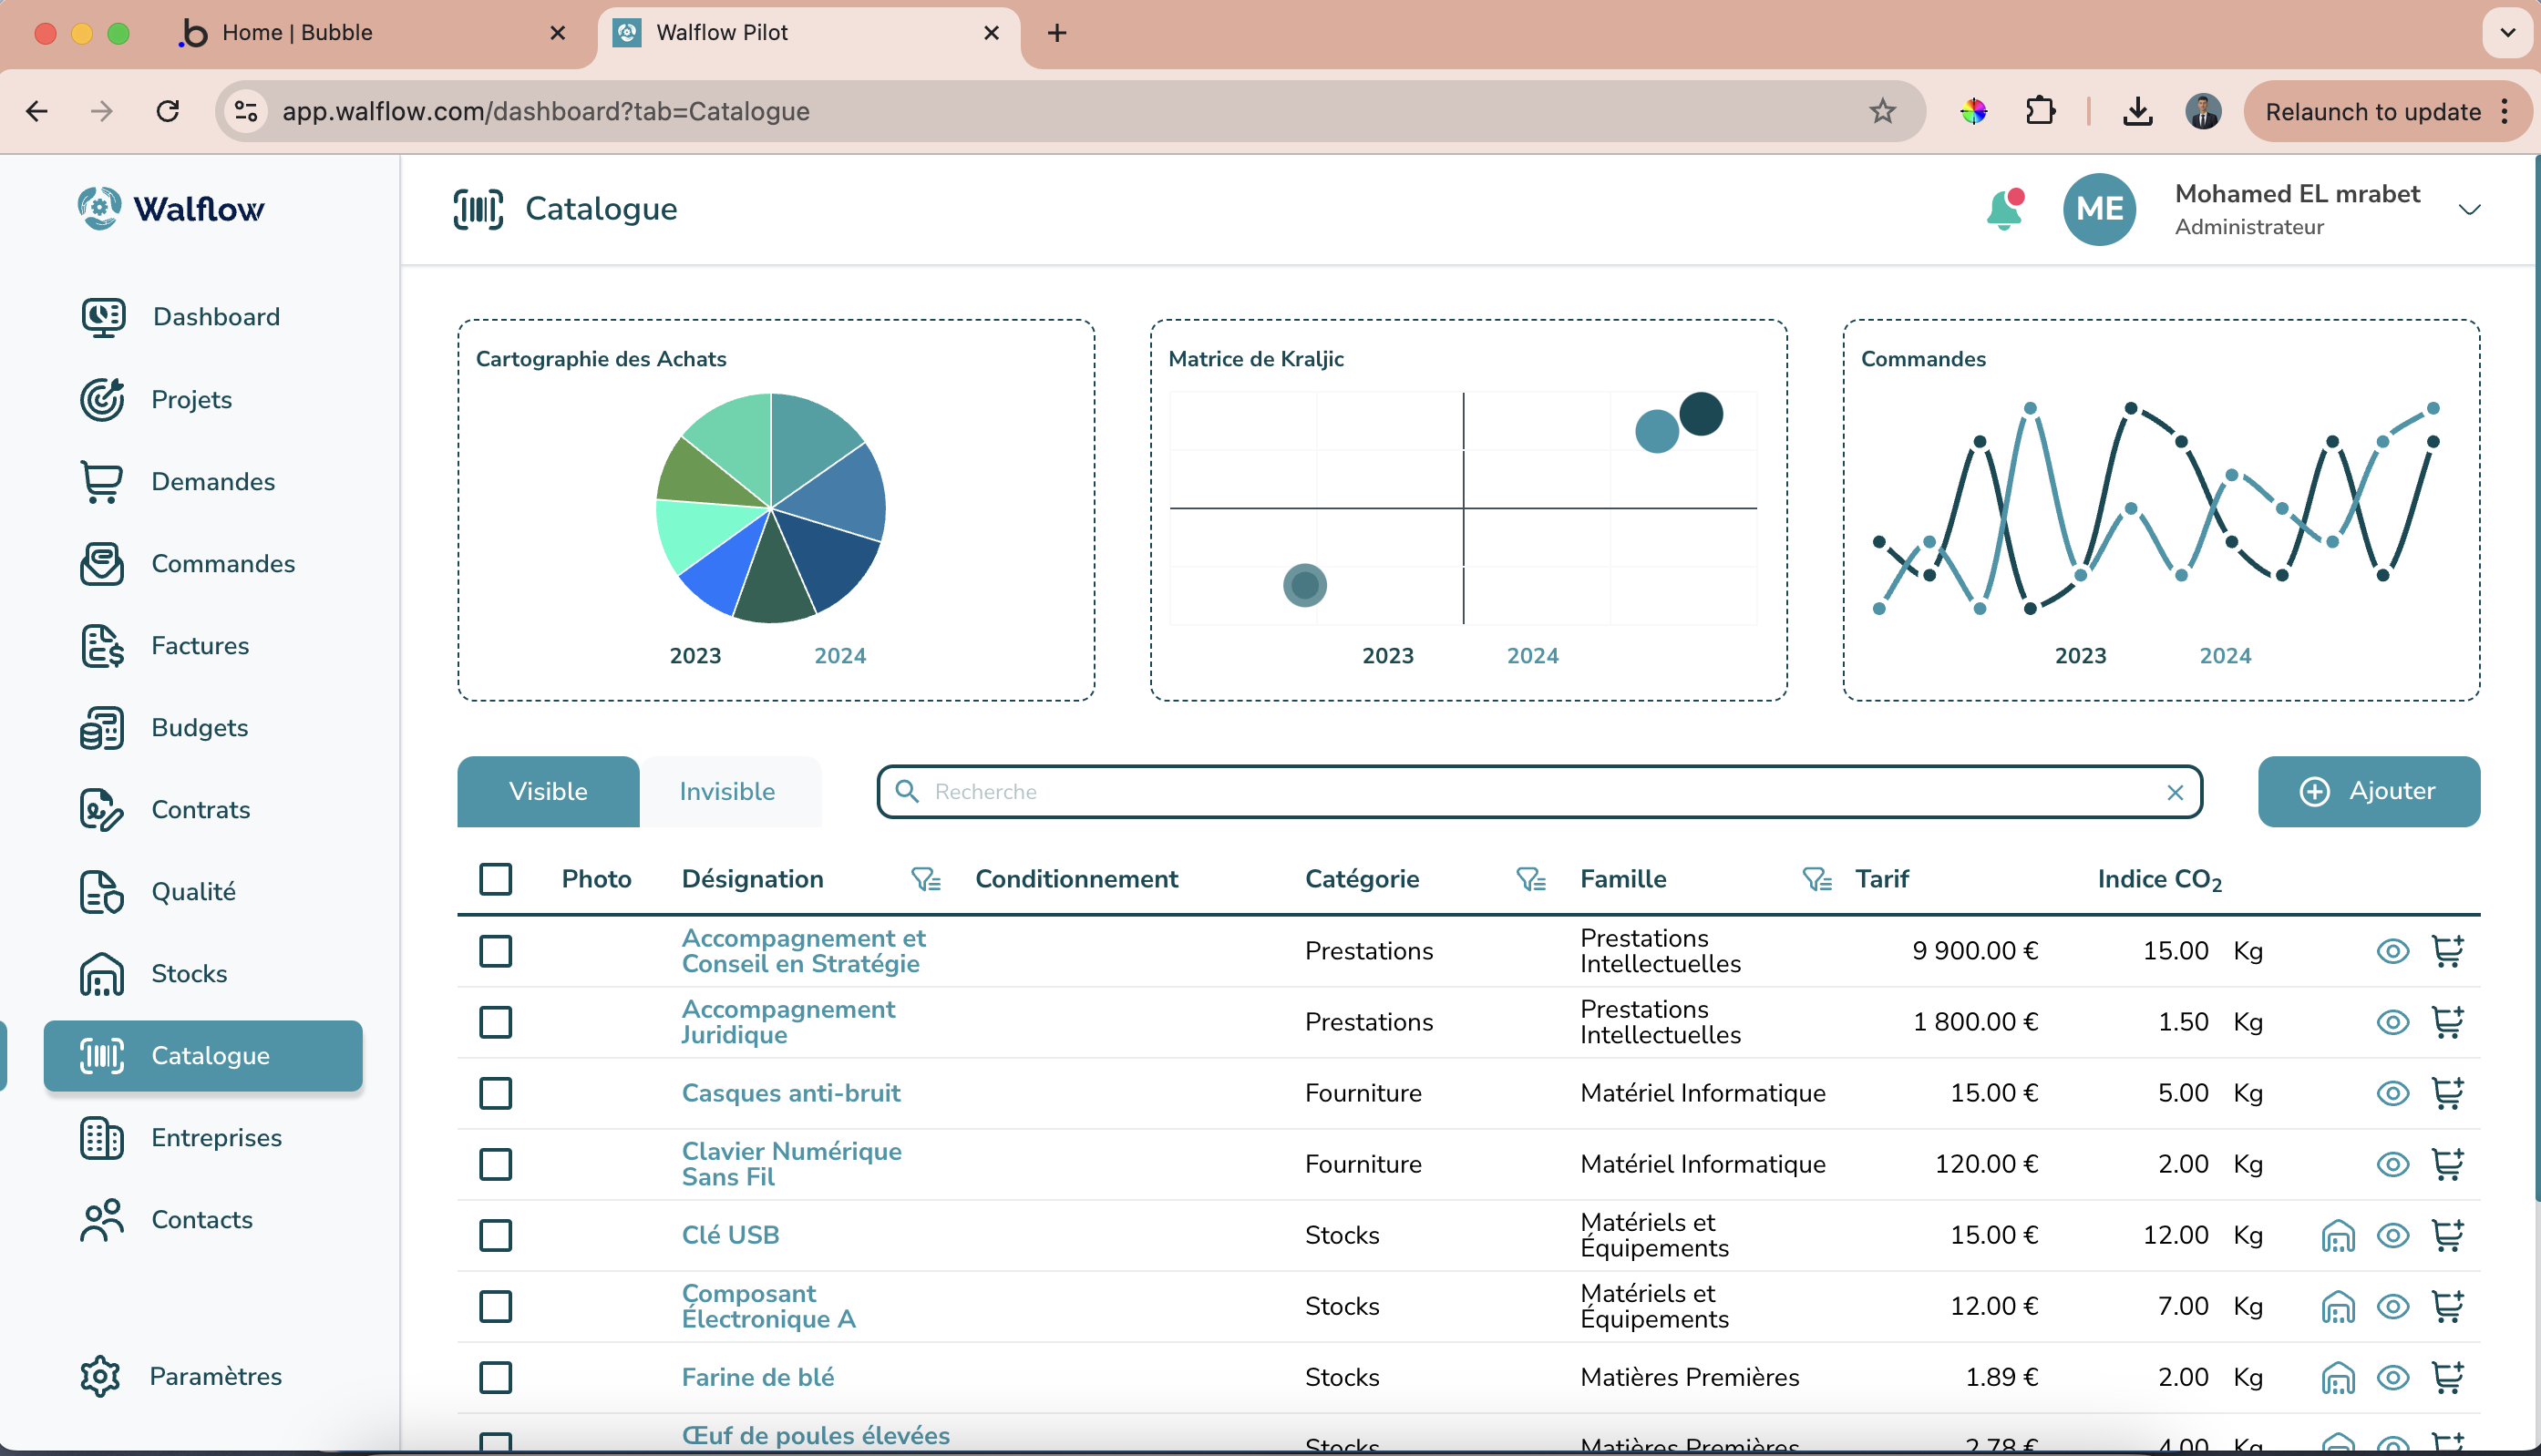 Home | Bubble
Walflow Pilot
app.walflow.com/dashboard?tab=Catalogue
Relaunch to update
Walflow
Catalogue
ME
Mohamed EL mrabet
Administrateur
Dashboard
Projets
Demandes
Commandes
Factures
Budgets
Contrats
Qualité
Stocks
Catalogue
Entreprises
Contacts
Paramètres
Cartographie des Achats
2023 2024
Matrice de Kraljic
2023 2024
Commandes
2023 2024
Visible Invisible Recherche Ajouter
Photo Désignation Conditionnement Catégorie Famille Tarif Indice CO₂
Accompagnement et
Conseil en Stratégie
Prestations
Prestations
Intellectuelles
9 900.00 € 15.00 Kg
Accompagnement
Juridique
Prestations
Prestations
Intellectuelles
1 800.00 € 1.50 Kg
Casques anti-bruit Fourniture Matériel Informatique 15.00 € 5.00 Kg
Clavier Numérique
Sans Fil
Fourniture Matériel Informatique 120.00 € 2.00 Kg
Clé USB Stocks
Matériels et
Équipements
15.00 € 12.00 Kg
Composant
Électronique A
Stocks
Matériels et
Équipements
12.00 € 7.00 Kg
Farine de blé Stocks Matières Premières 1.89 € 2.00 Kg
Œuf de poules élevées
Stocks Matières Premières 2.78 € 4.00 Kg